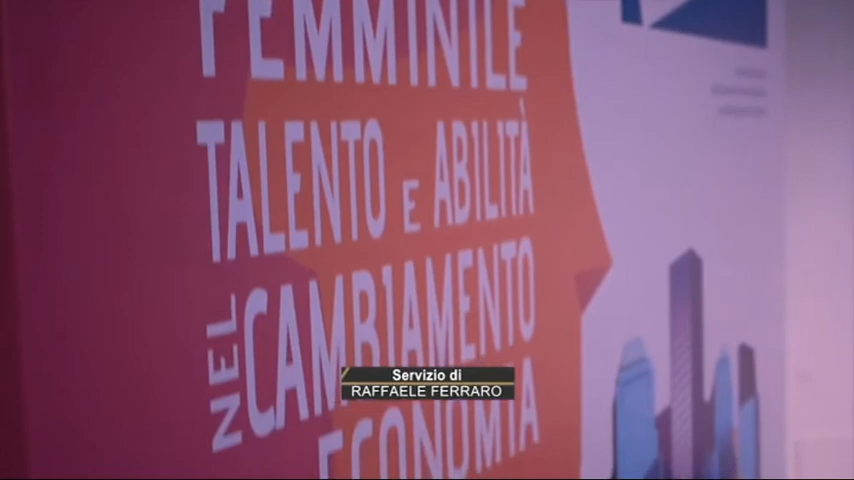 FEMMINILE
TALENTO E ABILITÀ
NEL CAMBIAMENTO
ECONOMIA
Servizio di
RAFFAELE FERRARO